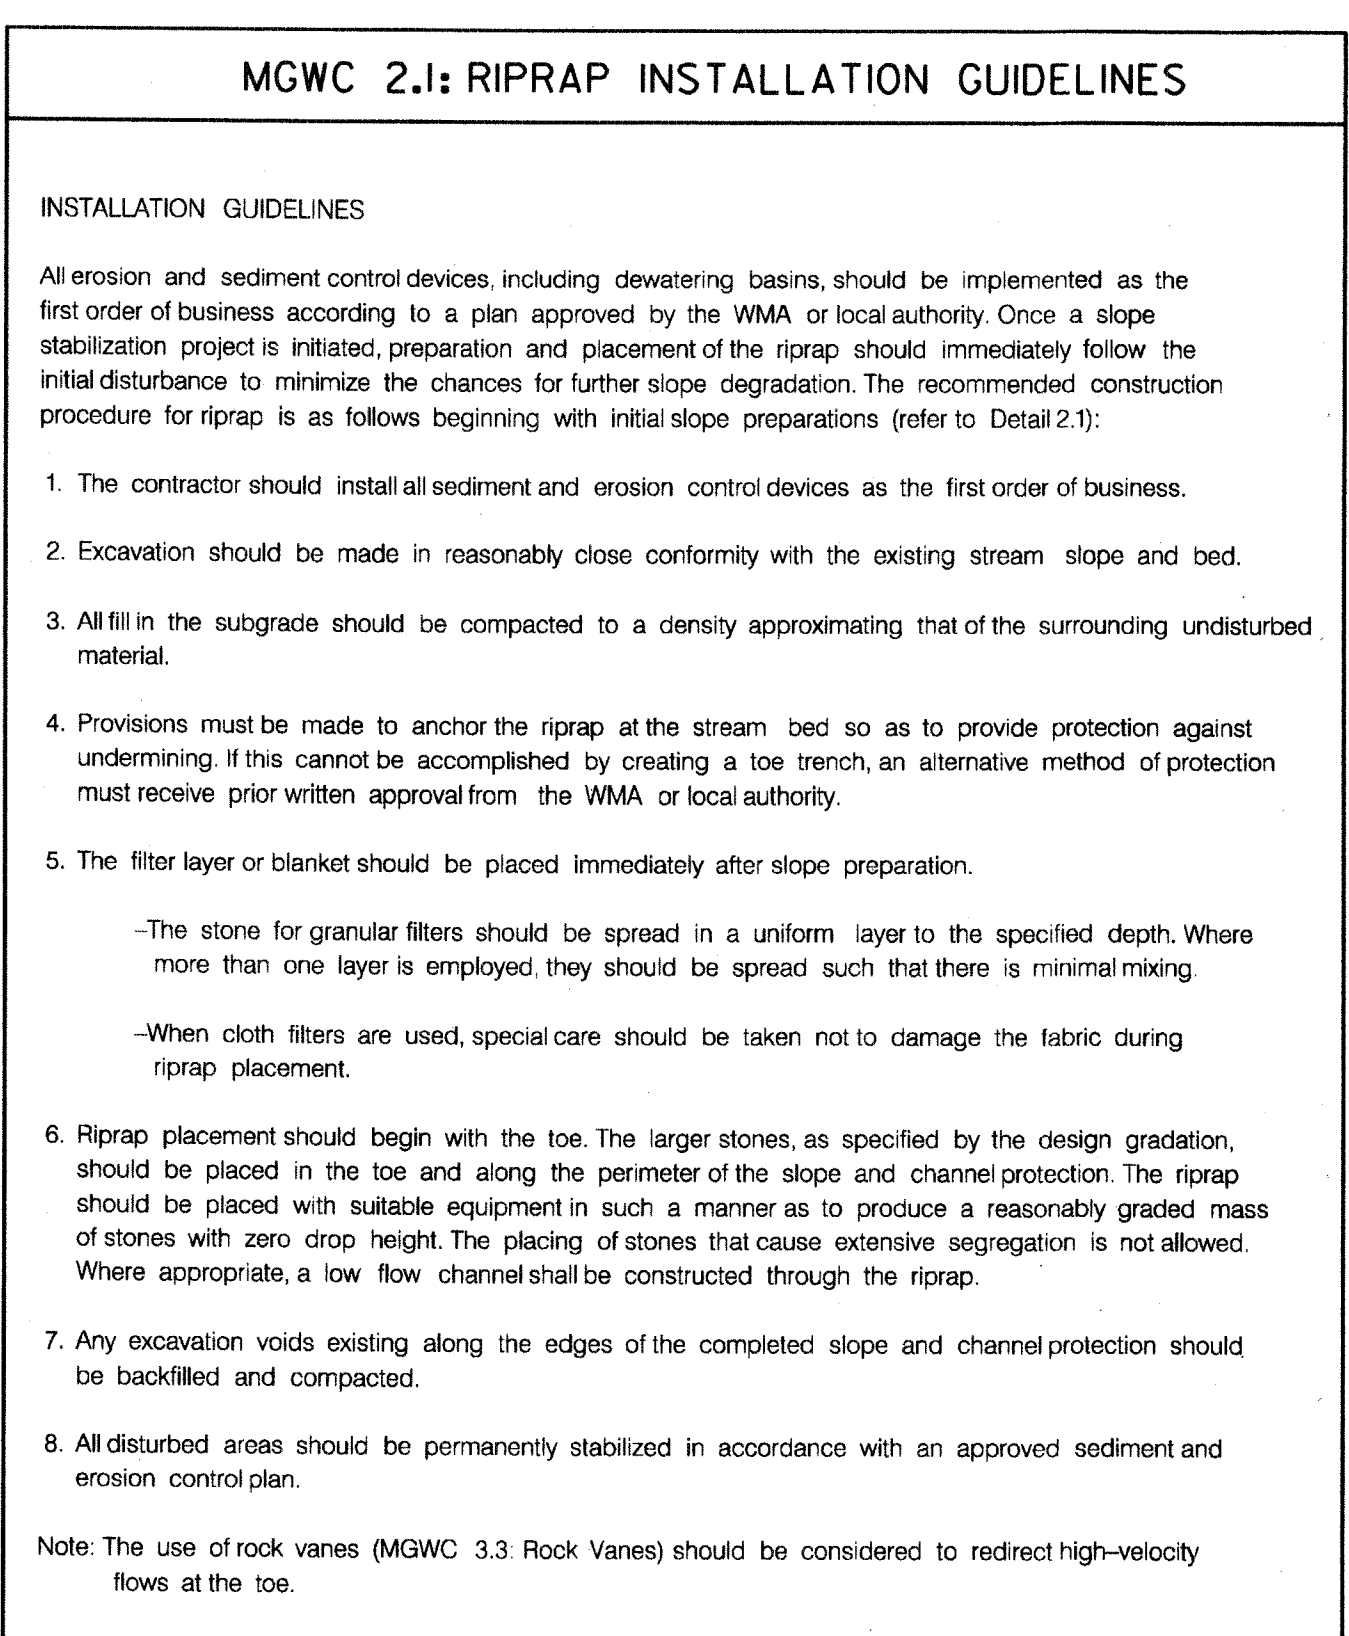 MGWC 2.1: RIPRAP INSTALLATION GUIDELINES
INSTALLATION GUIDELINES
All erosion and sediment control devices, including dewatering basins, should be implemented as the
first order of business according to a plan approved by the WMA or local authority. Once a slope
stabilization project is initiated, preparation and placement of the riprap should immediately follow the
initial disturbance to minimize the chances for further slope degradation. The recommended construction
procedure for riprap is as follows beginning with initial slope preparations (refer to Detail 2.1):
1. The contractor should install all sediment and erosion control devices as the first order of business.
2. Excavation should be made in reasonably close conformity with the existing stream slope and bed.
3. All fill in the subgrade should be compacted to a density approximating that of the surrounding undisturbed
material.
4. Provisions must be made to anchor the riprap at the stream bed so as to provide protection against
undermining. If this cannot be accomplished by creating a toe trench, an alternative method of protection
must receive prior written approval from the WMA or local authority.
5. The filter layer or blanket should be placed immediately after slope preparation.
–The stone for granular filters should be spread in a uniform layer to the specified depth. Where
more than one layer is employed, they should be spread such that there is minimal mixing.
–When cloth filters are used, special care should be taken not to damage the fabric during
riprap placement.
6. Riprap placement should begin with the toe. The larger stones, as specified by the design gradation,
should be placed in the toe and along the perimeter of the slope and channel protection. The riprap
should be placed with suitable equipment in such a manner as to produce a reasonably graded mass
of stones with zero drop height. The placing of stones that cause extensive segregation is not allowed.
Where appropriate, a low flow channel shall be constructed through the riprap.
7. Any excavation voids existing along the edges of the completed slope and channel protection should
be backfilled and compacted.
8. All disturbed areas should be permanently stabilized in accordance with an approved sediment and
erosion control plan.
Note: The use of rock vanes (MGWC 3.3: Rock Vanes) should be considered to redirect high–velocity
flows at the toe.